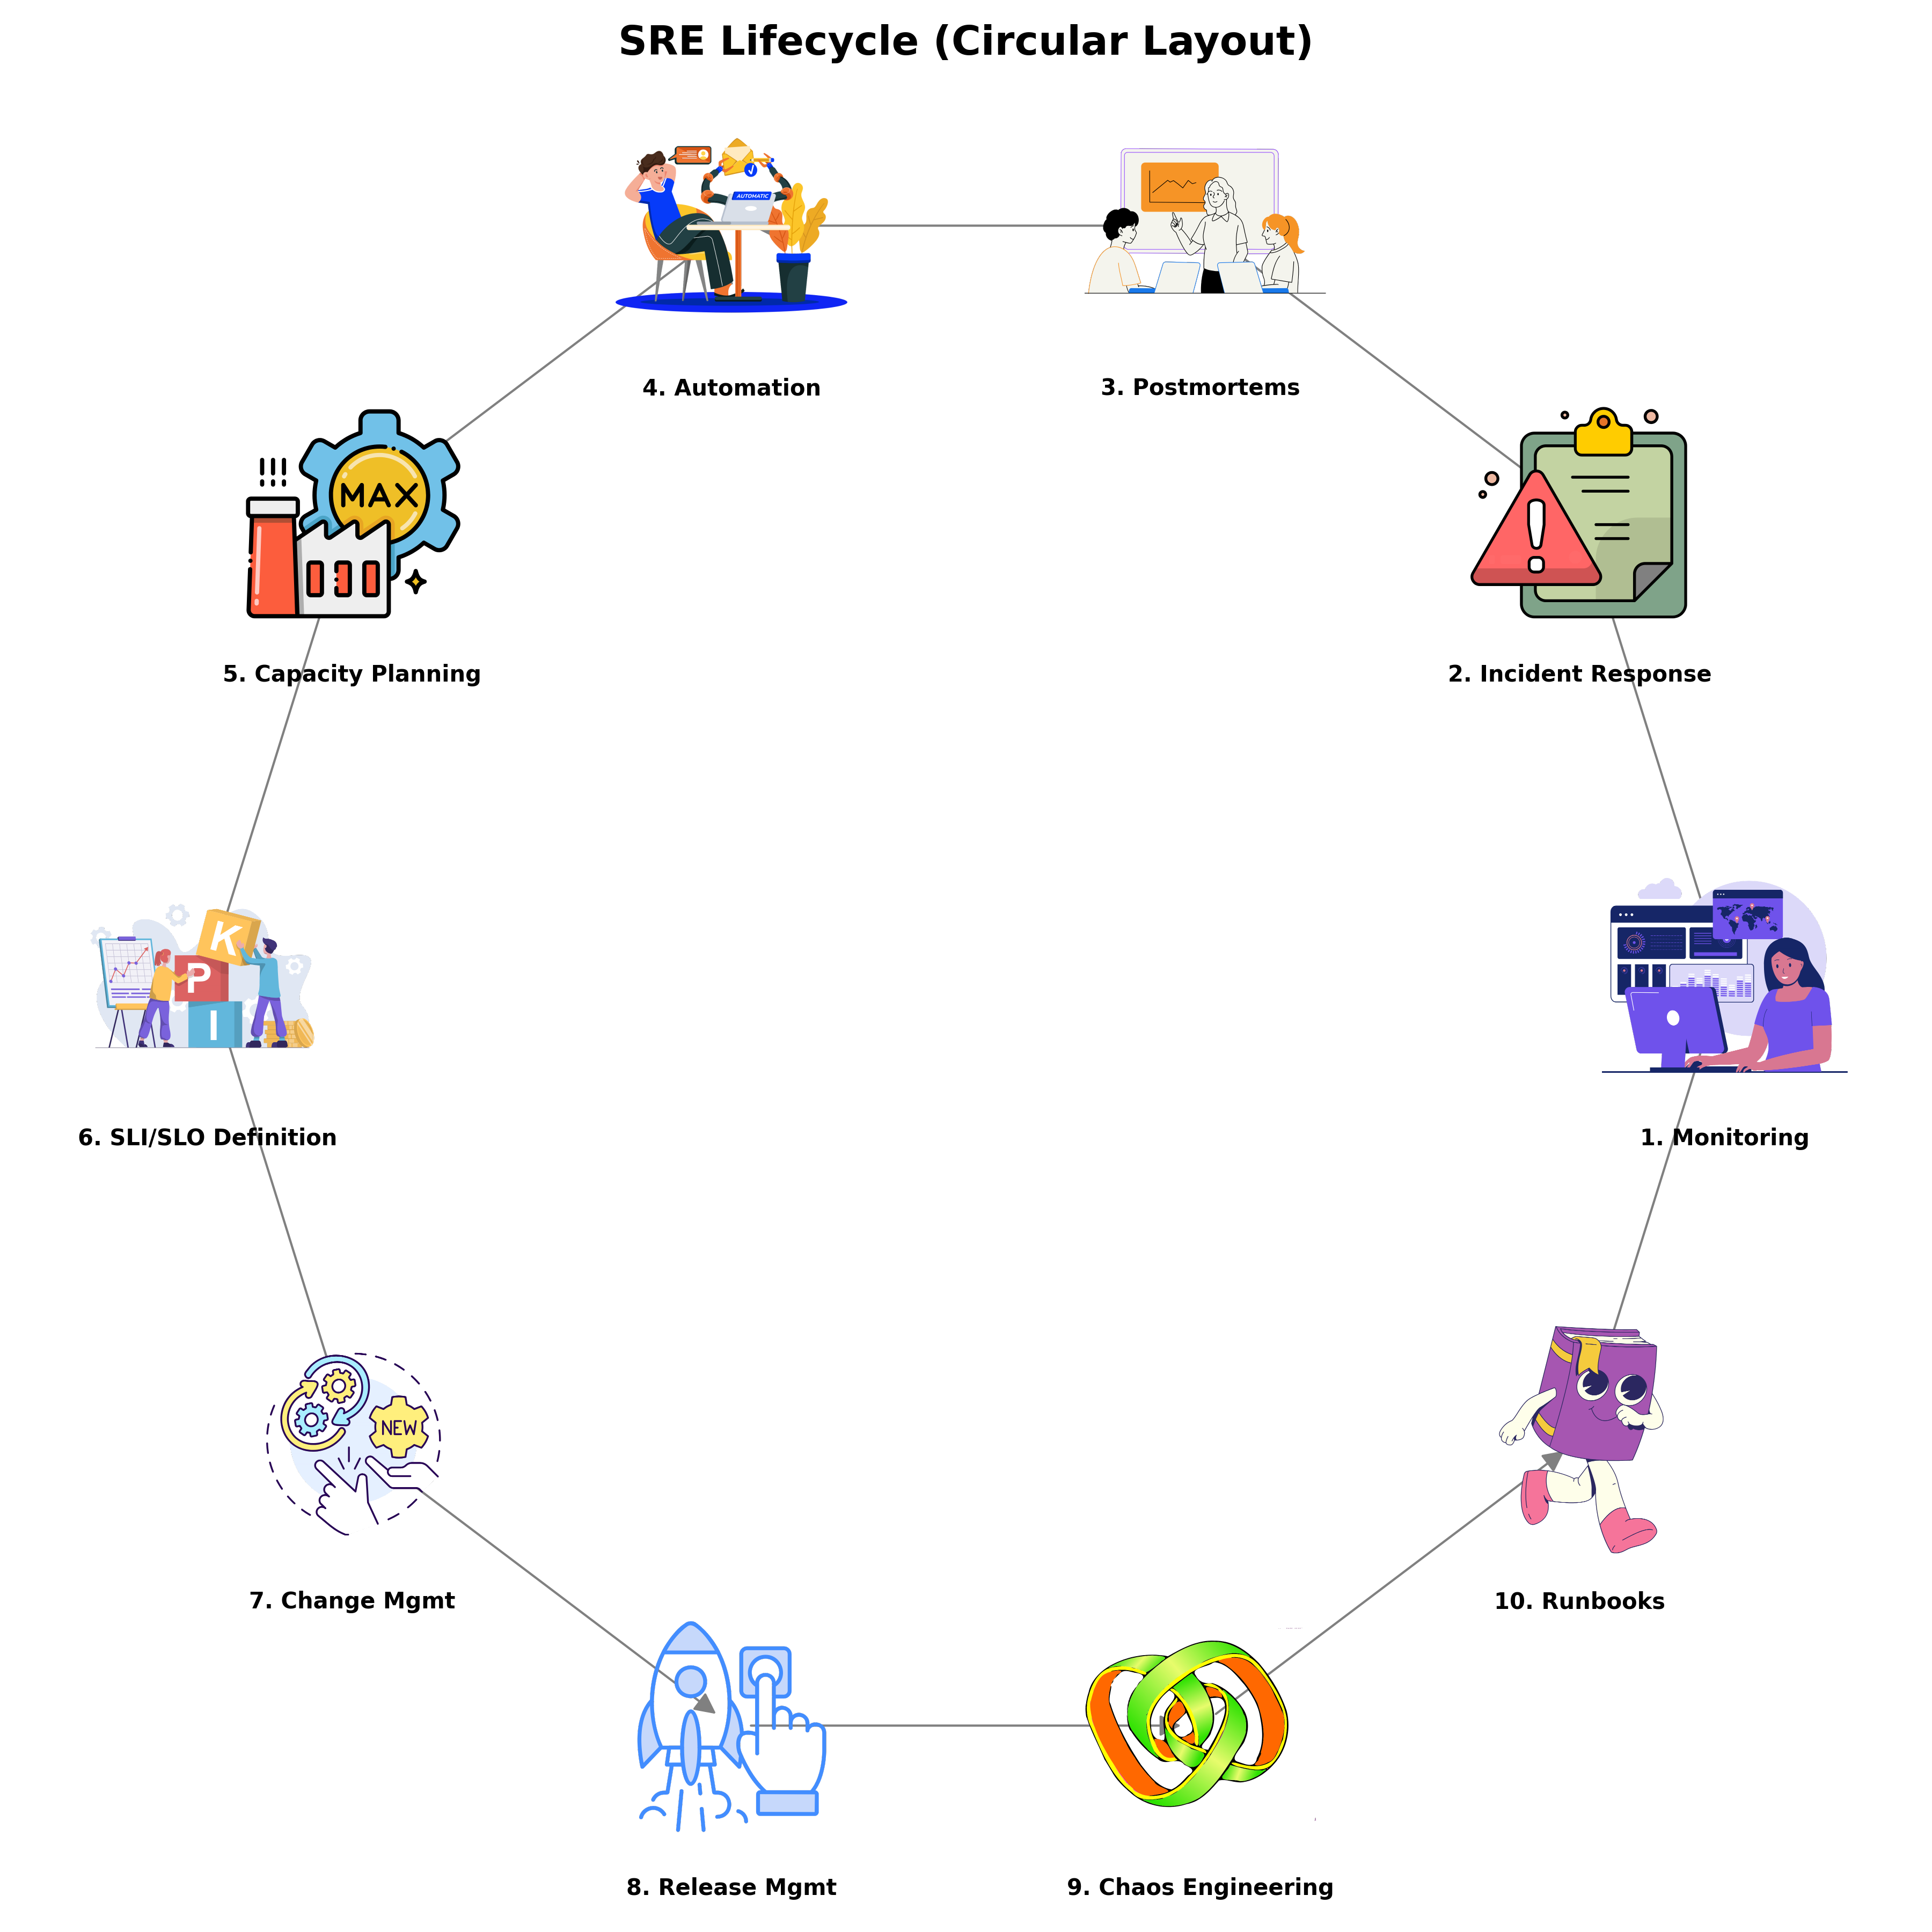 SRE Lifecycle (Circular Layout)
AUTOMATIC
4. Automation
3. Postmortems
MAX
5. Capacity Planning
2. Incident Response
K
P
I
6. SLI/SLO Definition
1. Monitoring
NEW
7. Change Mgmt
10. Runbooks
8. Release Mgmt
9. Chaos Engineering